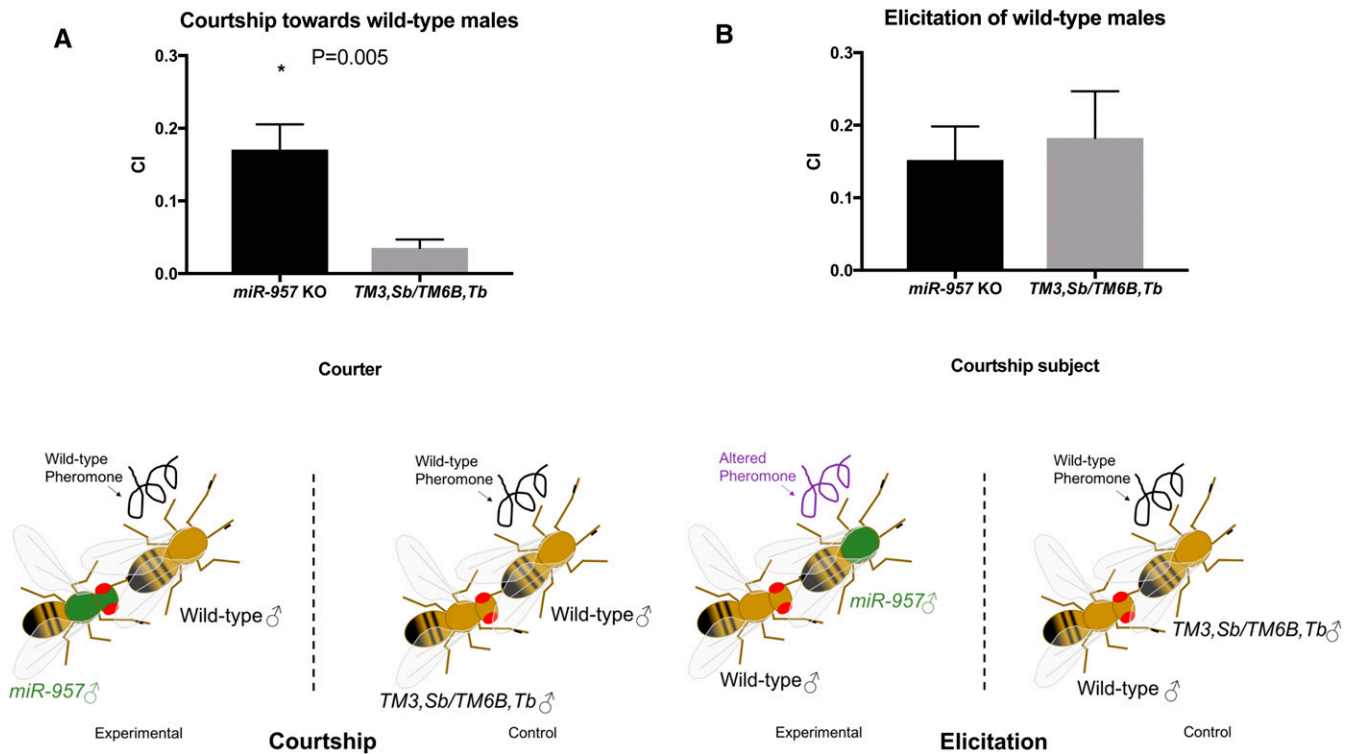 A
Courtship towards wild-type males
* P=0.005
0.3
0.2
0.1
0.0
CI
miR-957 KO TM3,Sb/TM6B,Tb
Courter
B
Elicitation of wild-type males
0.3
0.2
0.1
0.0
CI
miR-957 KO TM3,Sb/TM6B,Tb
Courtship subject
Wild-type
Pheromone
Wild-type♂
miR-957♂
Experimental
Wild-type
Pheromone
Wild-type♂
TM3,Sb/TM6B,Tb♂
Control
Courtship
Altered
Pheromone
miR-957♂
Wild-type♂
Experimental
Wild-type
Pheromone
TM3,Sb/TM6B,Tb♂
Wild-type ♂
Control
Elicitation